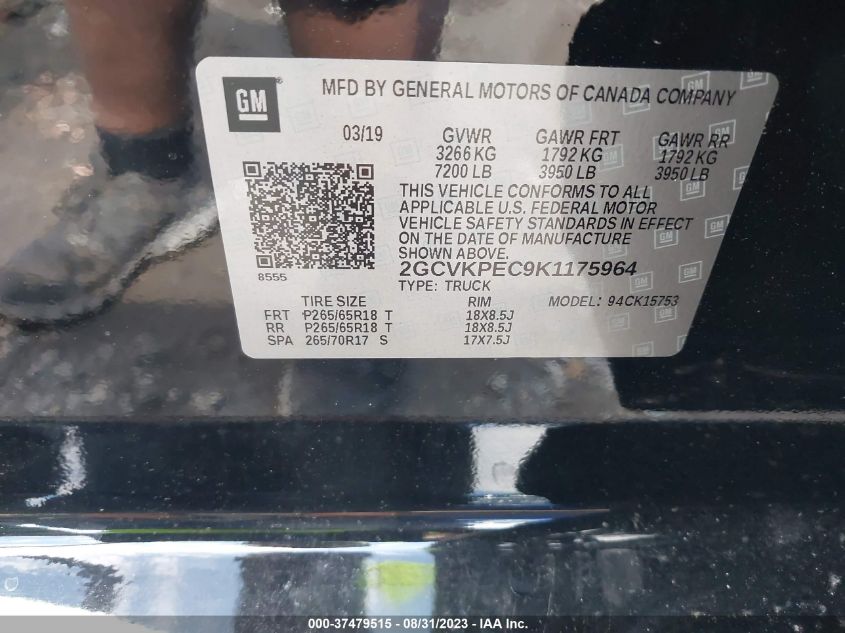 GM MFD BY GENERAL MOTORS OF CANADA COMPANY
03/19 GVWR GAWR FRT GAWR RR
3266 KG 1792 KG 1792 KG
7200 LB 3950 LB 3950 LB
THIS VEHICLE CONFORMS TO ALL
APPLICABLE U.S. FEDERAL MOTOR
VEHICLE SAFETY STANDARDS IN EFFECT
ON THE DATE OF MANUFACTURE
SHOWN ABOVE.
8555 2GCVKPEC9K1175964
TYPE: TRUCK
TIRE SIZE RIM MODEL: 94CK15753
FRT P265/65R18 T 18X8.5J
RR P265/65R18 T 18X8.5J
SPA 265/70R17 S 17X7.5J
000-37479515 - 08/31/2023 - IAA Inc.